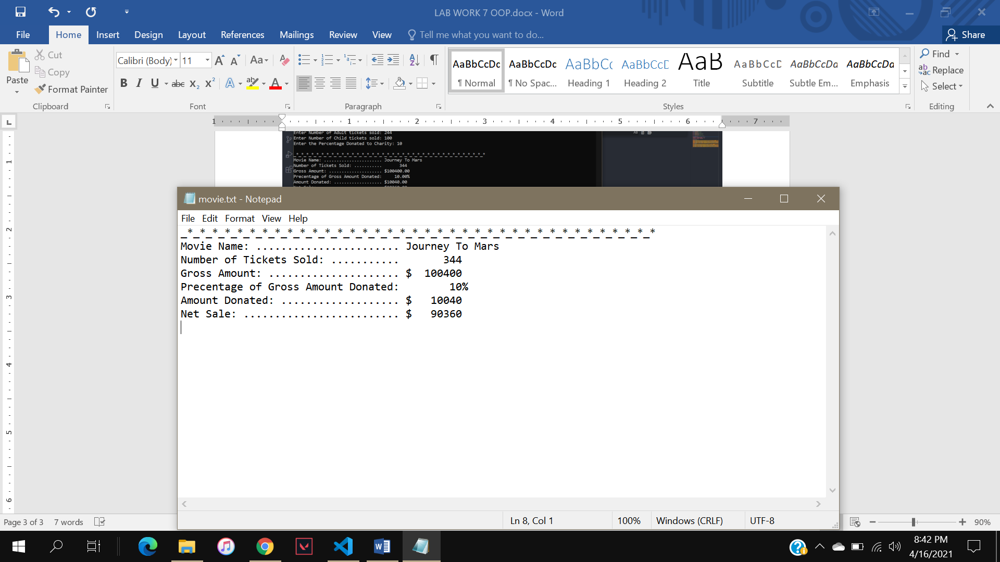 LAB WORK 7 OOP.docx - Word
File Home Insert Design Layout References Mailings Review View Tell me what you want to do... Share
Paste
Cut
Copy
Format Painter
Clipboard
Calibri (Body) 11
Font
Paragraph
AaBbCcDc AaBbCcDc AaBbCc AaBbCcD AaB AaBbCcD AaBbCcDa AaBbCcDa
¶ Normal ¶ No Spac... Heading 1 Heading 2 Title Subtitle Subtle Em... Emphasis
Styles
Find
Replace
Select
Editing
1 1 2 3 4 5 6 7
Enter Number of Adult tickets sold: 244
Enter Number of Child tickets sold: 100
Enter the Percentage Donated to Charity: 10
Movie Name: ....................... Journey To Mars
Number of Tickets Sold: ........... 344
Gross Amount: ..................... $100400.00
Precentage of Gross Amount Donated: 10.00%
Amount Donated: ................... $10040.00
movie.txt - Notepad
File Edit Format View Help
_*_*_*_*_*_*_*_*_*_*_*_*_*_*_*_*_*_*_*_*_*_*_*_*_*_*_*_*_*_*_*_*_*_*_*_*_*_*
Movie Name: ....................... Journey To Mars
Number of Tickets Sold: ........... 344
Gross Amount: ..................... $ 100400
Precentage of Gross Amount Donated: 10%
Amount Donated: ................... $ 10040
Net Sale: ......................... $ 90360
Ln 8, Col 1 100% Windows (CRLF) UTF-8
Page 3 of 3 7 words 90%
8:42 PM
4/16/2021